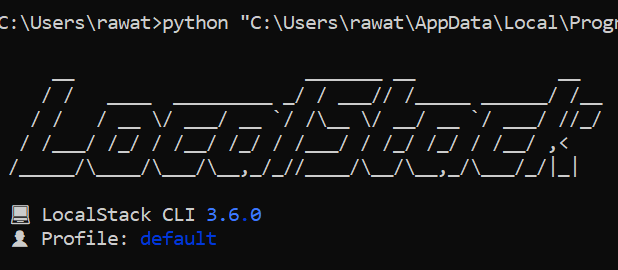 C:\Users\rawat>python "C:\Users\rawat\AppData\Local\Progr
LocalStack
LocalStack CLI 3.6.0
Profile: default